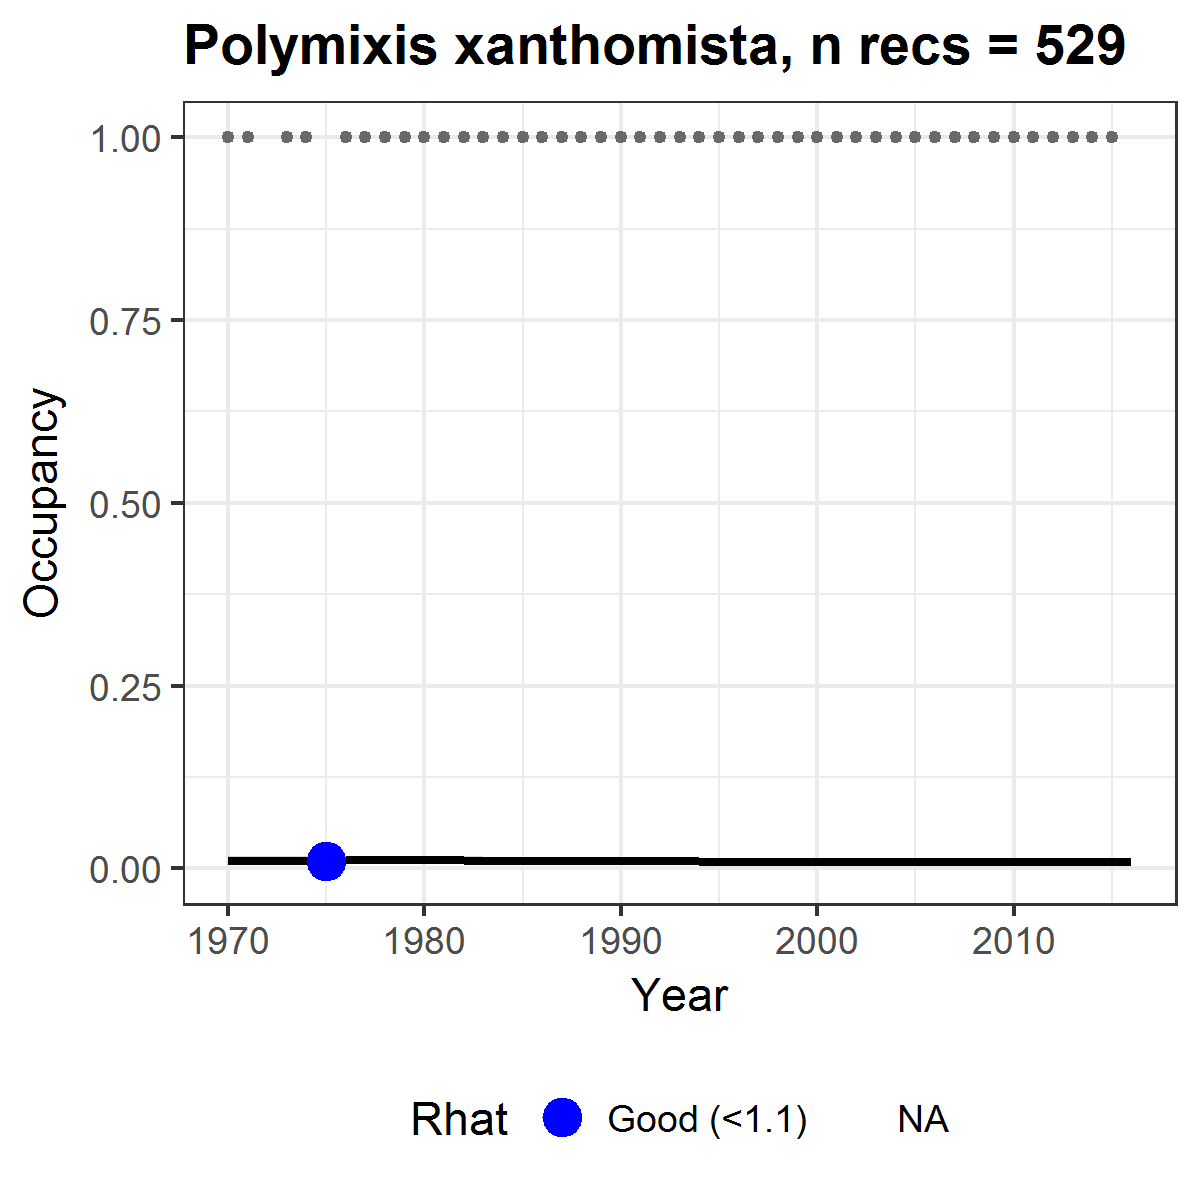 Polymixis xanthomista, n recs = 529
1.00
0.75
0.50
0.25
0.00
Occupancy
1970 1980 1990 2000 2010
Year
Rhat Good (<1.1) NA